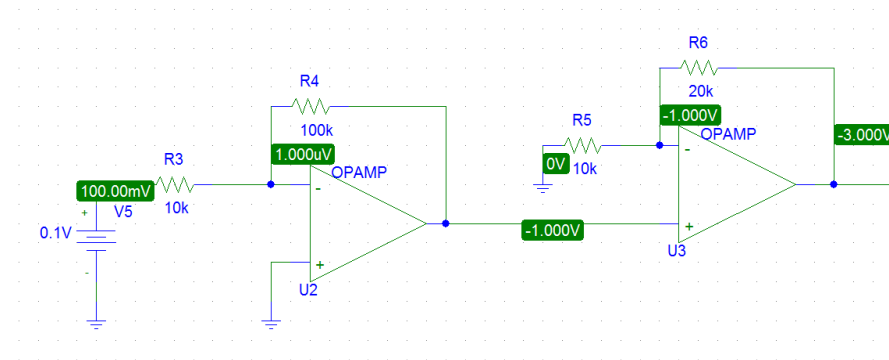 R6
20k
-1.000V
OPAMP
-3.000V
R4
100k
R5
0V
10k
1.000uV
OPAMP
R3
100.00mV
10k
-
+
V5
0.1V
-
-
+
U2
-1.000V
-
+
U3